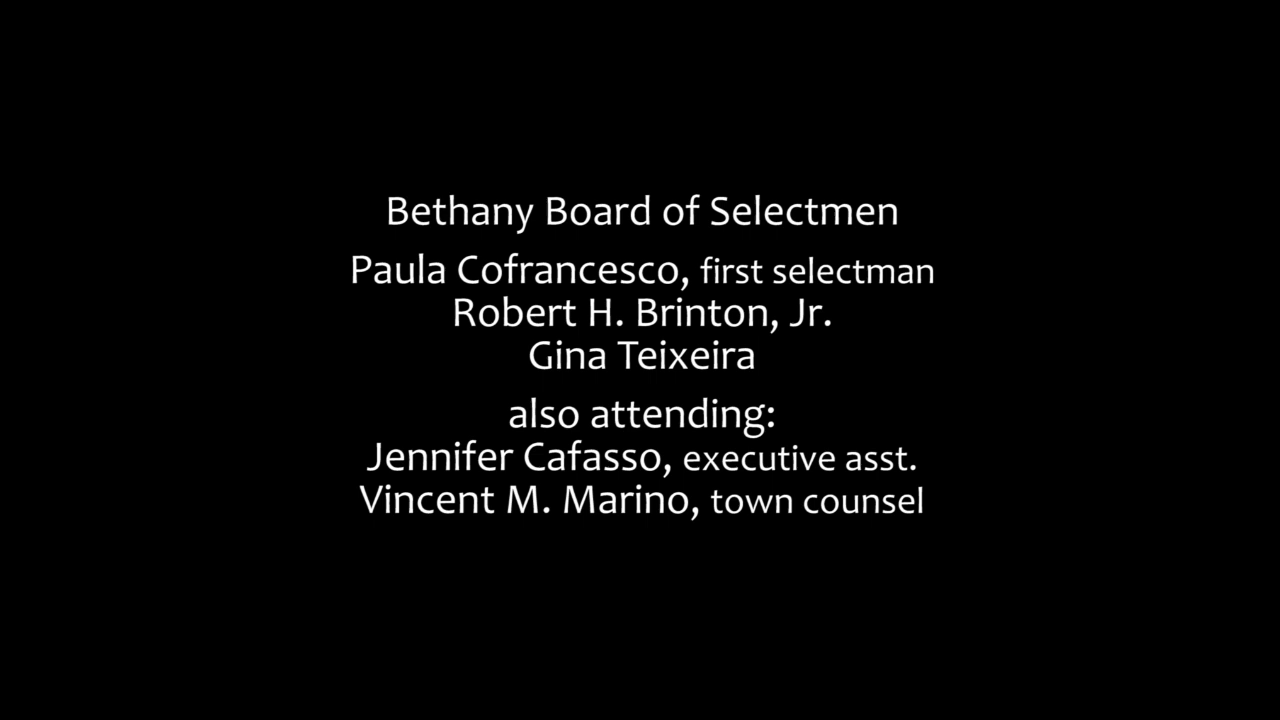 Bethany Board of Selectmen
Paula Cofrancesco, first selectman
Robert H. Brinton, Jr.
Gina Teixeira
also attending:
Jennifer Cafasso, executive asst.
Vincent M. Marino, town counsel